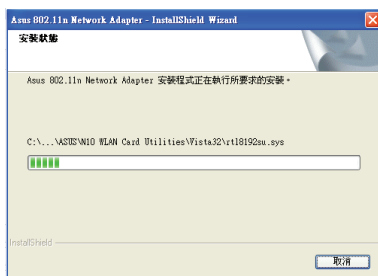 Asus 802.11n Network Adapter - InstallShield Wizard
安裝狀態
Asus 802.11n Network Adapter 安裝程式正在執行所要求的安裝。
C:\...\ASUS\N10 WLAN Card Utilities\Vista32\rtl8192su.sys
InstallShield
取消